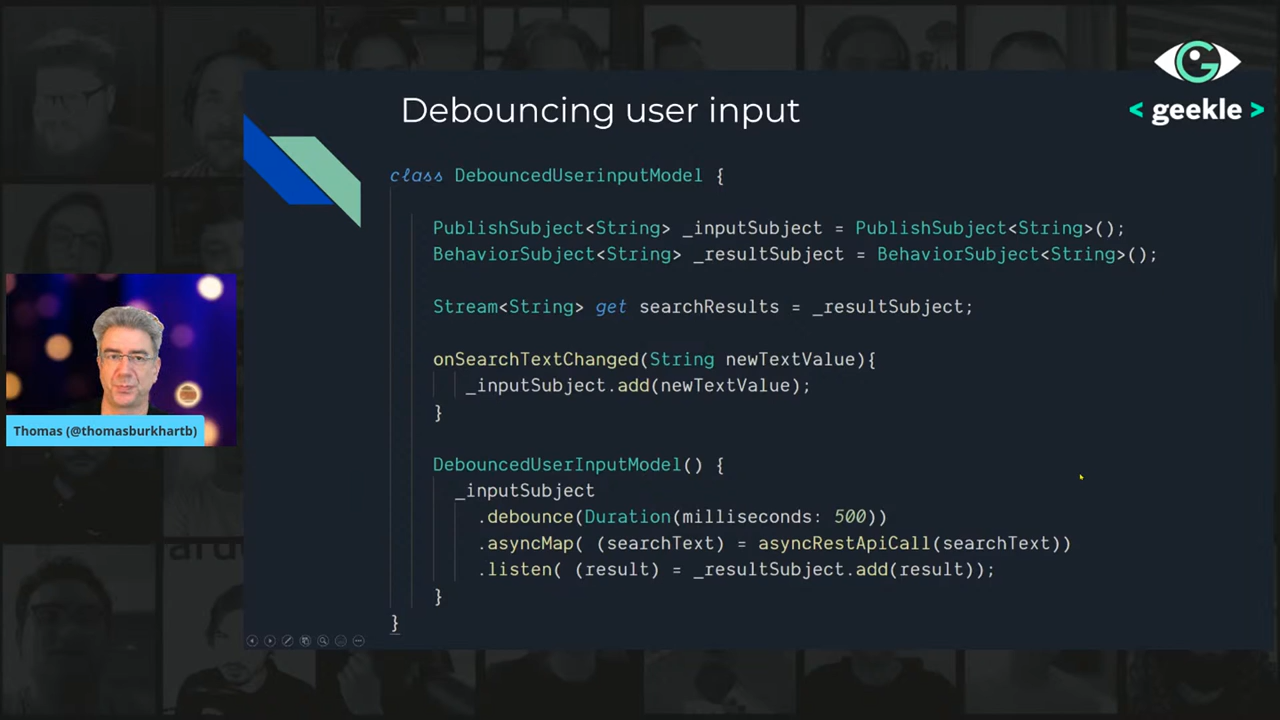 < geekle >
Debouncing user input
class DebouncedUserinputModel {
PublishSubject<String> _inputSubject = PublishSubject<String>();
BehaviorSubject<String> _resultSubject = BehaviorSubject<String>();
Stream<String> get searchResults = _resultSubject;
onSearchTextChanged(String newTextValue){
_inputSubject.add(newTextValue);
}
DebouncedUserInputModel() {
_inputSubject
.debounce(Duration(milliseconds: 500))
.asyncMap( (searchText) = asyncRestApiCall(searchText))
.listen( (result) = _resultSubject.add(result));
}
}
Thomas (@thomasburkhartb)